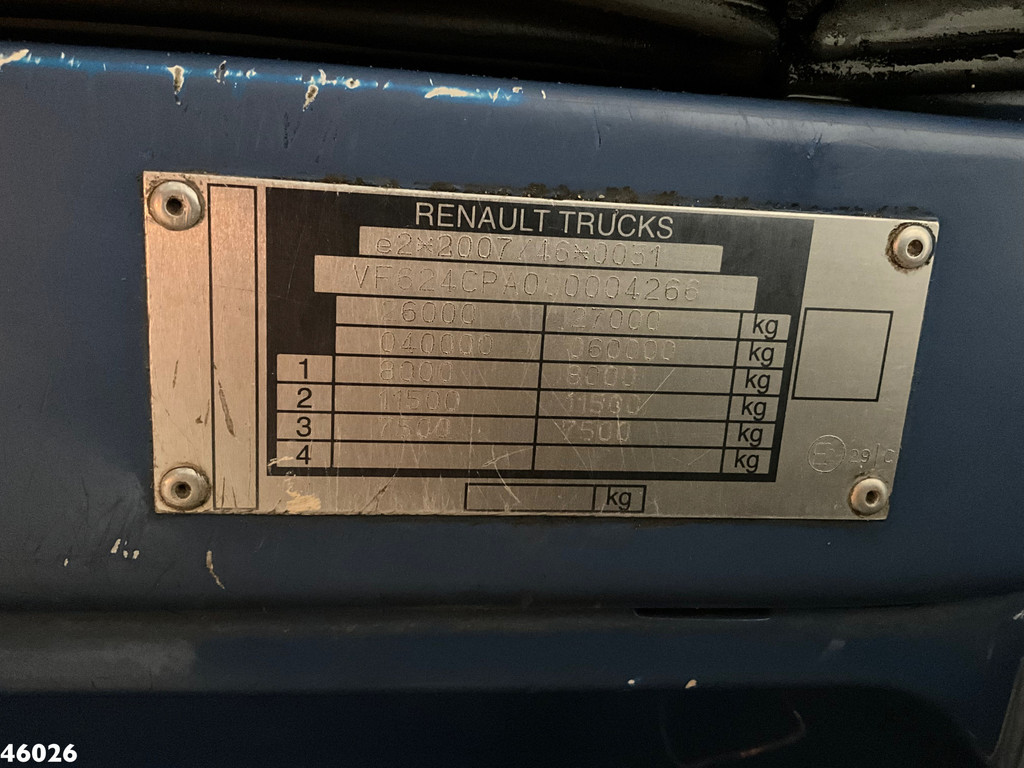 RENAULT TRUCKS
e2*2007/46*0031
VF624CPA000004266
26000 27000 kg
040000 060000 kg
1 8000 8000 kg
2 11500 11500 kg
3 7500 7500 kg
4 kg
kg
E
46026